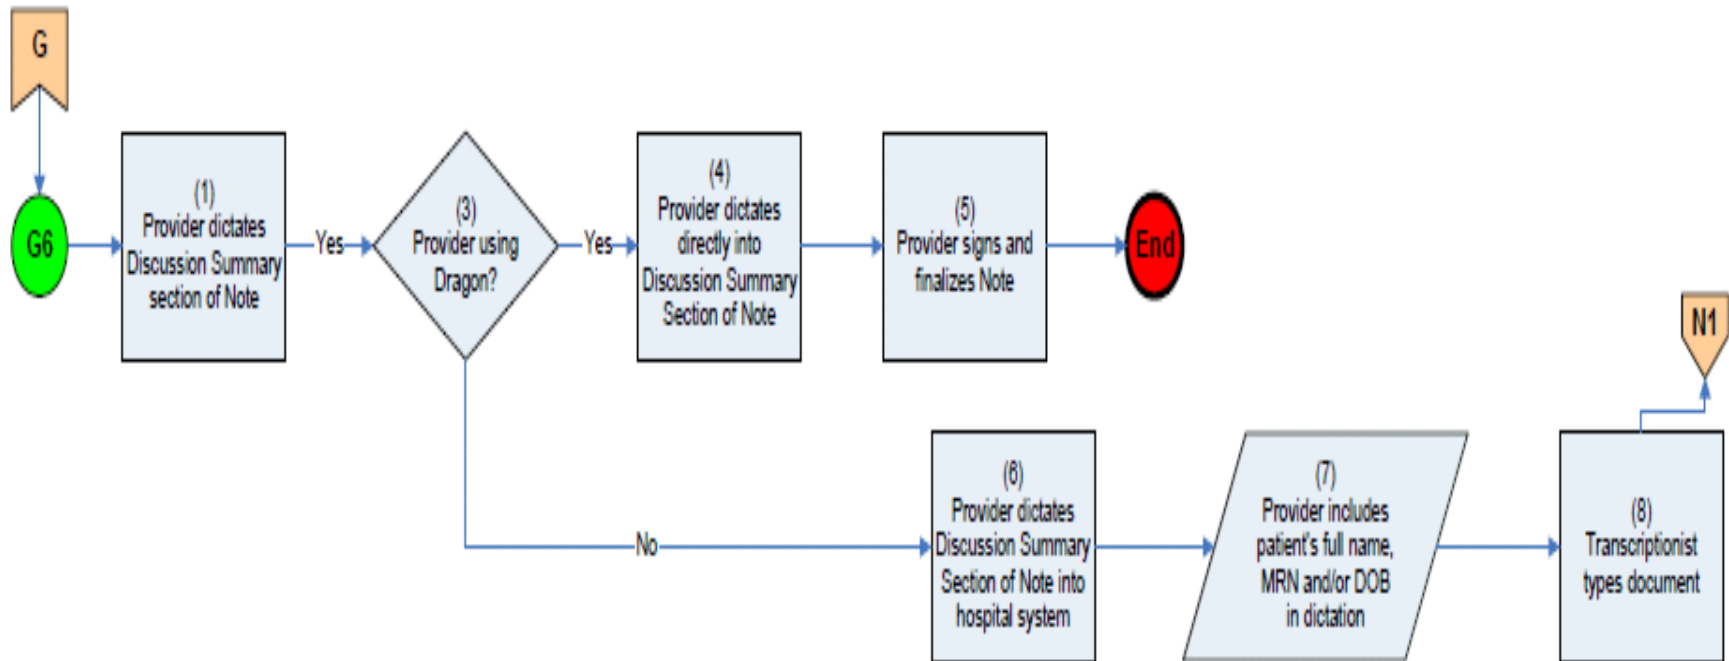 G
G6
(1)
Provider dictates
Discussion Summary
section of Note
Yes
(3)
Provider using
Dragon?
Yes
(4)
Provider dictates
directly into
Discussion Summary
Section of Note
(5)
Provider signs and
finalizes Note
End
N1
No
(6)
Provider dictates
Discussion Summary
Section of Note into
hospital system
(7)
Provider includes
patient's full name,
MRN and/or DOB
in dictation
(8)
Transcriptionist
types document